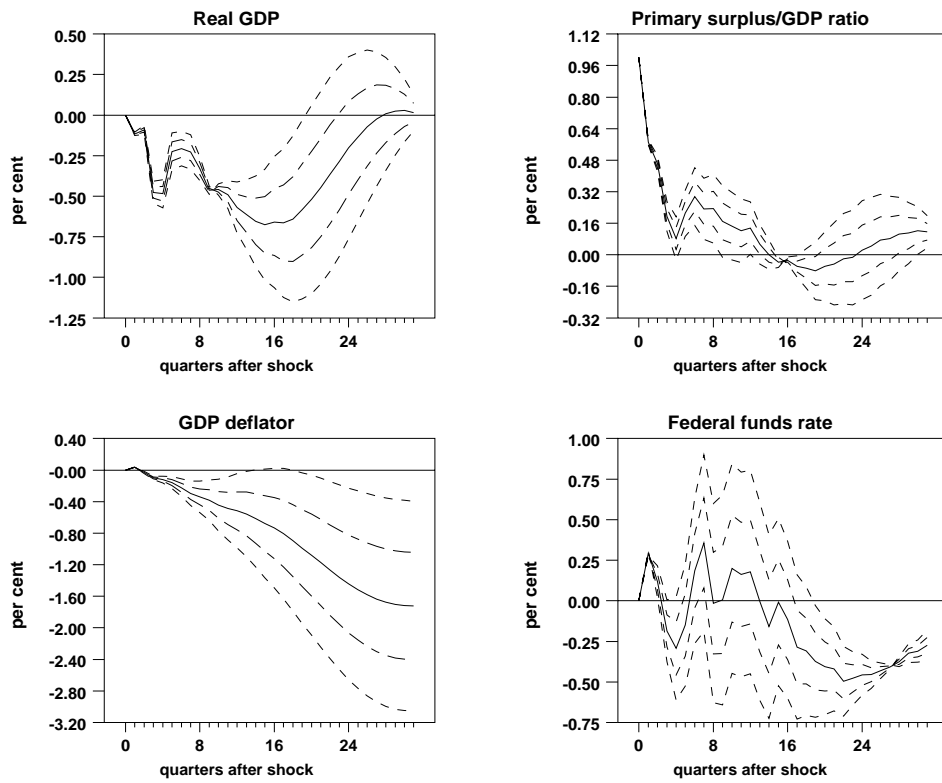 Real GDP
0.50
0.25
0.00
-0.25
-0.50
-0.75
-1.00
-1.25
per cent
0 8 16 24
quarters after shock
Primary surplus/GDP ratio
1.12
0.96
0.80
0.64
0.48
0.32
0.16
0.00
-0.16
-0.32
per cent
0 8 16 24
quarters after shock
GDP deflator
0.40
-0.00
-0.40
-0.80
-1.20
-1.60
-2.00
-2.40
-2.80
-3.20
per cent
0 8 16 24
quarters after shock
Federal funds rate
1.00
0.75
0.50
0.25
0.00
-0.25
-0.50
-0.75
per cent
0 8 16 24
quarters after shock